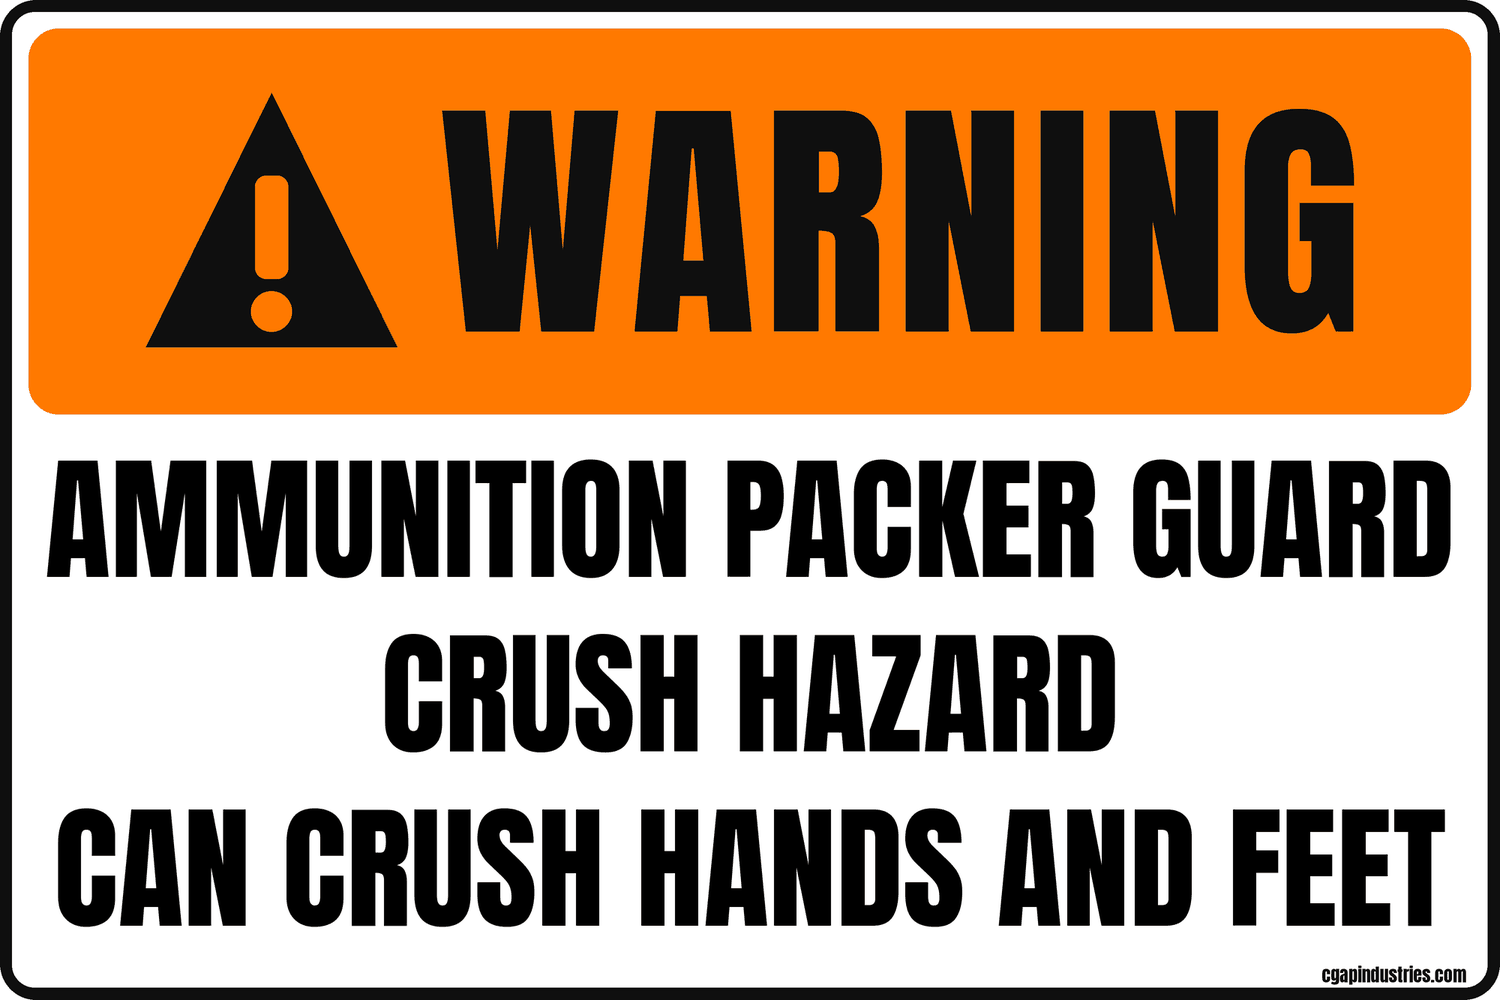 WARNING
AMMUNITION PACKER GUARD
CRUSH HAZARD
CAN CRUSH HANDS AND FEET
cgapindustries.com